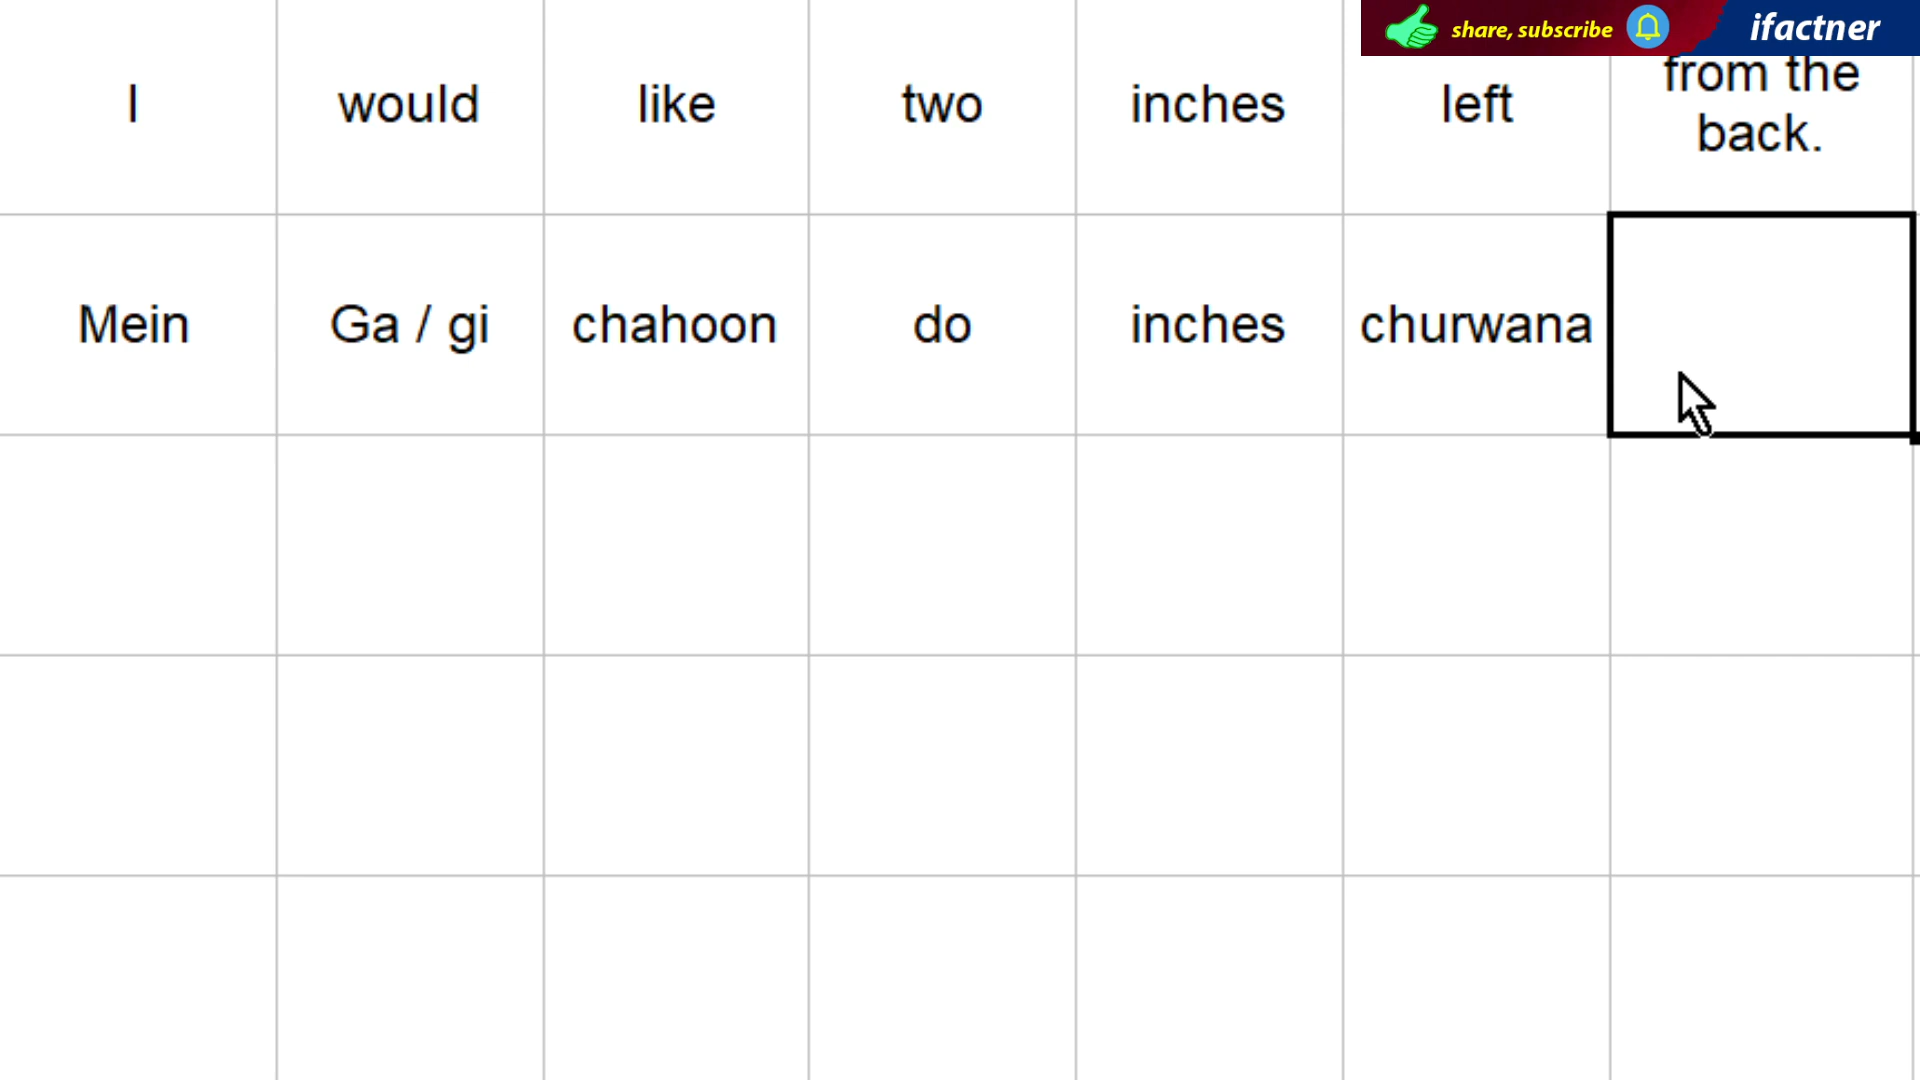 share, subscribe ifactner
I would like two inches left from the
back.
Mein Ga / gi chahoon do inches churwana